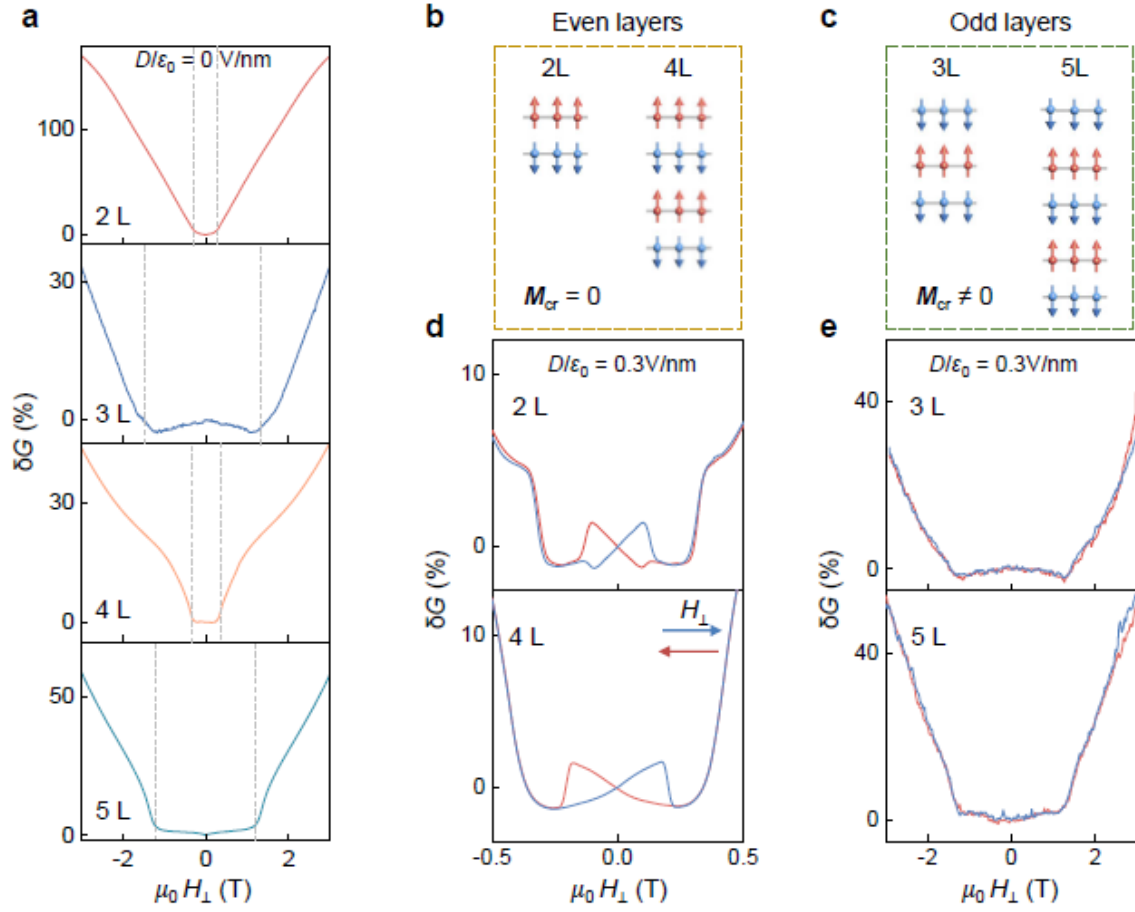 a
D/ε₀ = 0 V/nm
100
0
2 L
30
0
3 L
30
0
4 L
50
0
5 L
δG (%)
-2 0 2
μ₀ H⊥ (T)
b
Even layers
2L 4L
M_cr = 0
c
Odd layers
3L 5L
M_cr ≠ 0
d
D/ε₀ = 0.3V/nm
10
0
2 L
10
0
4 L
H⊥
δG (%)
-0.5 0.0 0.5
μ₀ H⊥ (T)
e
D/ε₀ = 0.3V/nm
40
0
3 L
40
0
5 L
δG (%)
-2 0 2
μ₀ H⊥ (T)